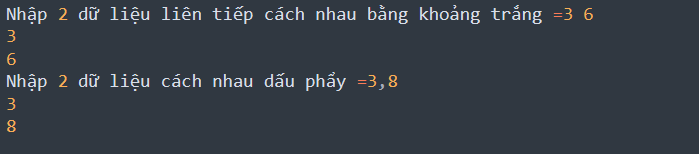 Nhập 2 dữ liệu liên tiếp cách nhau bằng khoảng trắng =3 6
3
6
Nhập 2 dữ liệu cách nhau dấu phẩy =3,8
3
8